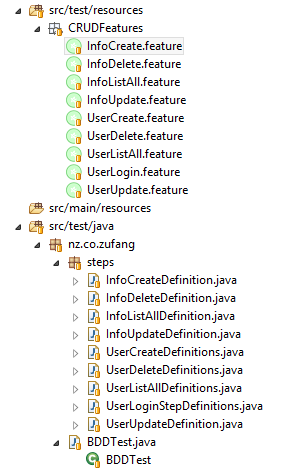 src/test/resources
CRUDFeatures
InfoCreate.feature
InfoDelete.feature
InfoListAll.feature
InfoUpdate.feature
UserCreate.feature
UserDelete.feature
UserListAll.feature
UserLogin.feature
UserUpdate.feature
src/main/resources
src/test/java
nz.co.zufang
steps
InfoCreateDefinition.java
InfoDeleteDefinition.java
InfoListAllDefinition.java
InfoUpdateDefinition.java
UserCreateDefinitions.java
UserDeleteDefinitions.java
UserListAllDefinitions.java
UserLoginStepDefinitions.java
UserUpdateDefinition.java
BDDTest.java
BDDTest